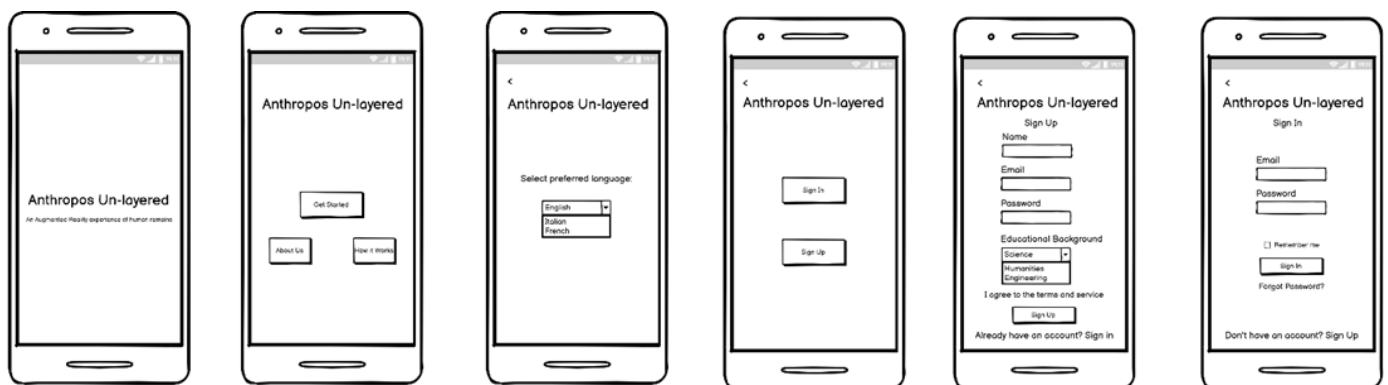 Anthropos Un-layered
An Augmented Reality experience of human remains
Anthropos Un-layered
Get Started
About Us
How it Works
<
Anthropos Un-layered
Select preferred language:
English
Italian
French
<
Anthropos Un-layered
Sign In
Sign Up
<
Anthropos Un-layered
Sign Up
Name
Email
Password
Educational Background
Science
Humanities
Engineering
I agree to the terms and service
Sign Up
Already have an account? Sign in
<
Anthropos Un-layered
Sign In
Email
Password
Remember me
Sign In
Forgot Password?
Don't have an account? Sign Up